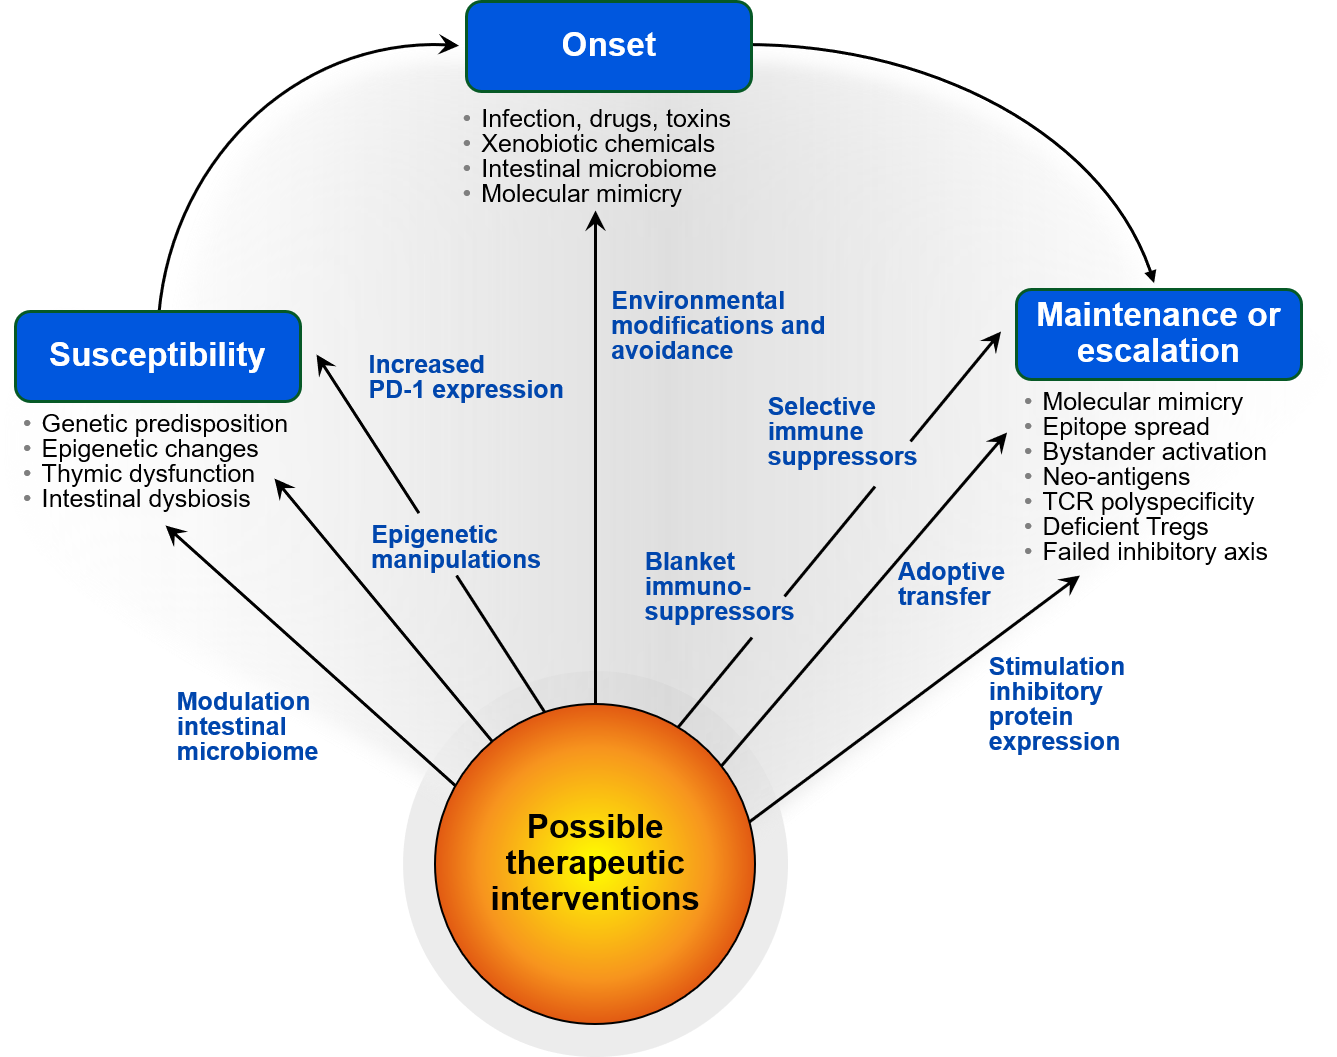 Onset
• Infection, drugs, toxins
• Xenobiotic chemicals
• Intestinal microbiome
• Molecular mimicry
Susceptibility
• Genetic predisposition
• Epigenetic changes
• Thymic dysfunction
• Intestinal dysbiosis
Maintenance or
escalation
• Molecular mimicry
• Epitope spread
• Bystander activation
• Neo-antigens
• TCR polyspecificity
• Deficient Tregs
• Failed inhibitory axis
Increased
PD-1 expression
Epigenetic
manipulations
Modulation
intestinal
microbiome
Environmental
modifications and
avoidance
Selective
immune
suppressors
Blanket
immuno-
suppressors
Adoptive
transfer
Stimulation
inhibitory
protein
expression
Possible
therapeutic
interventions